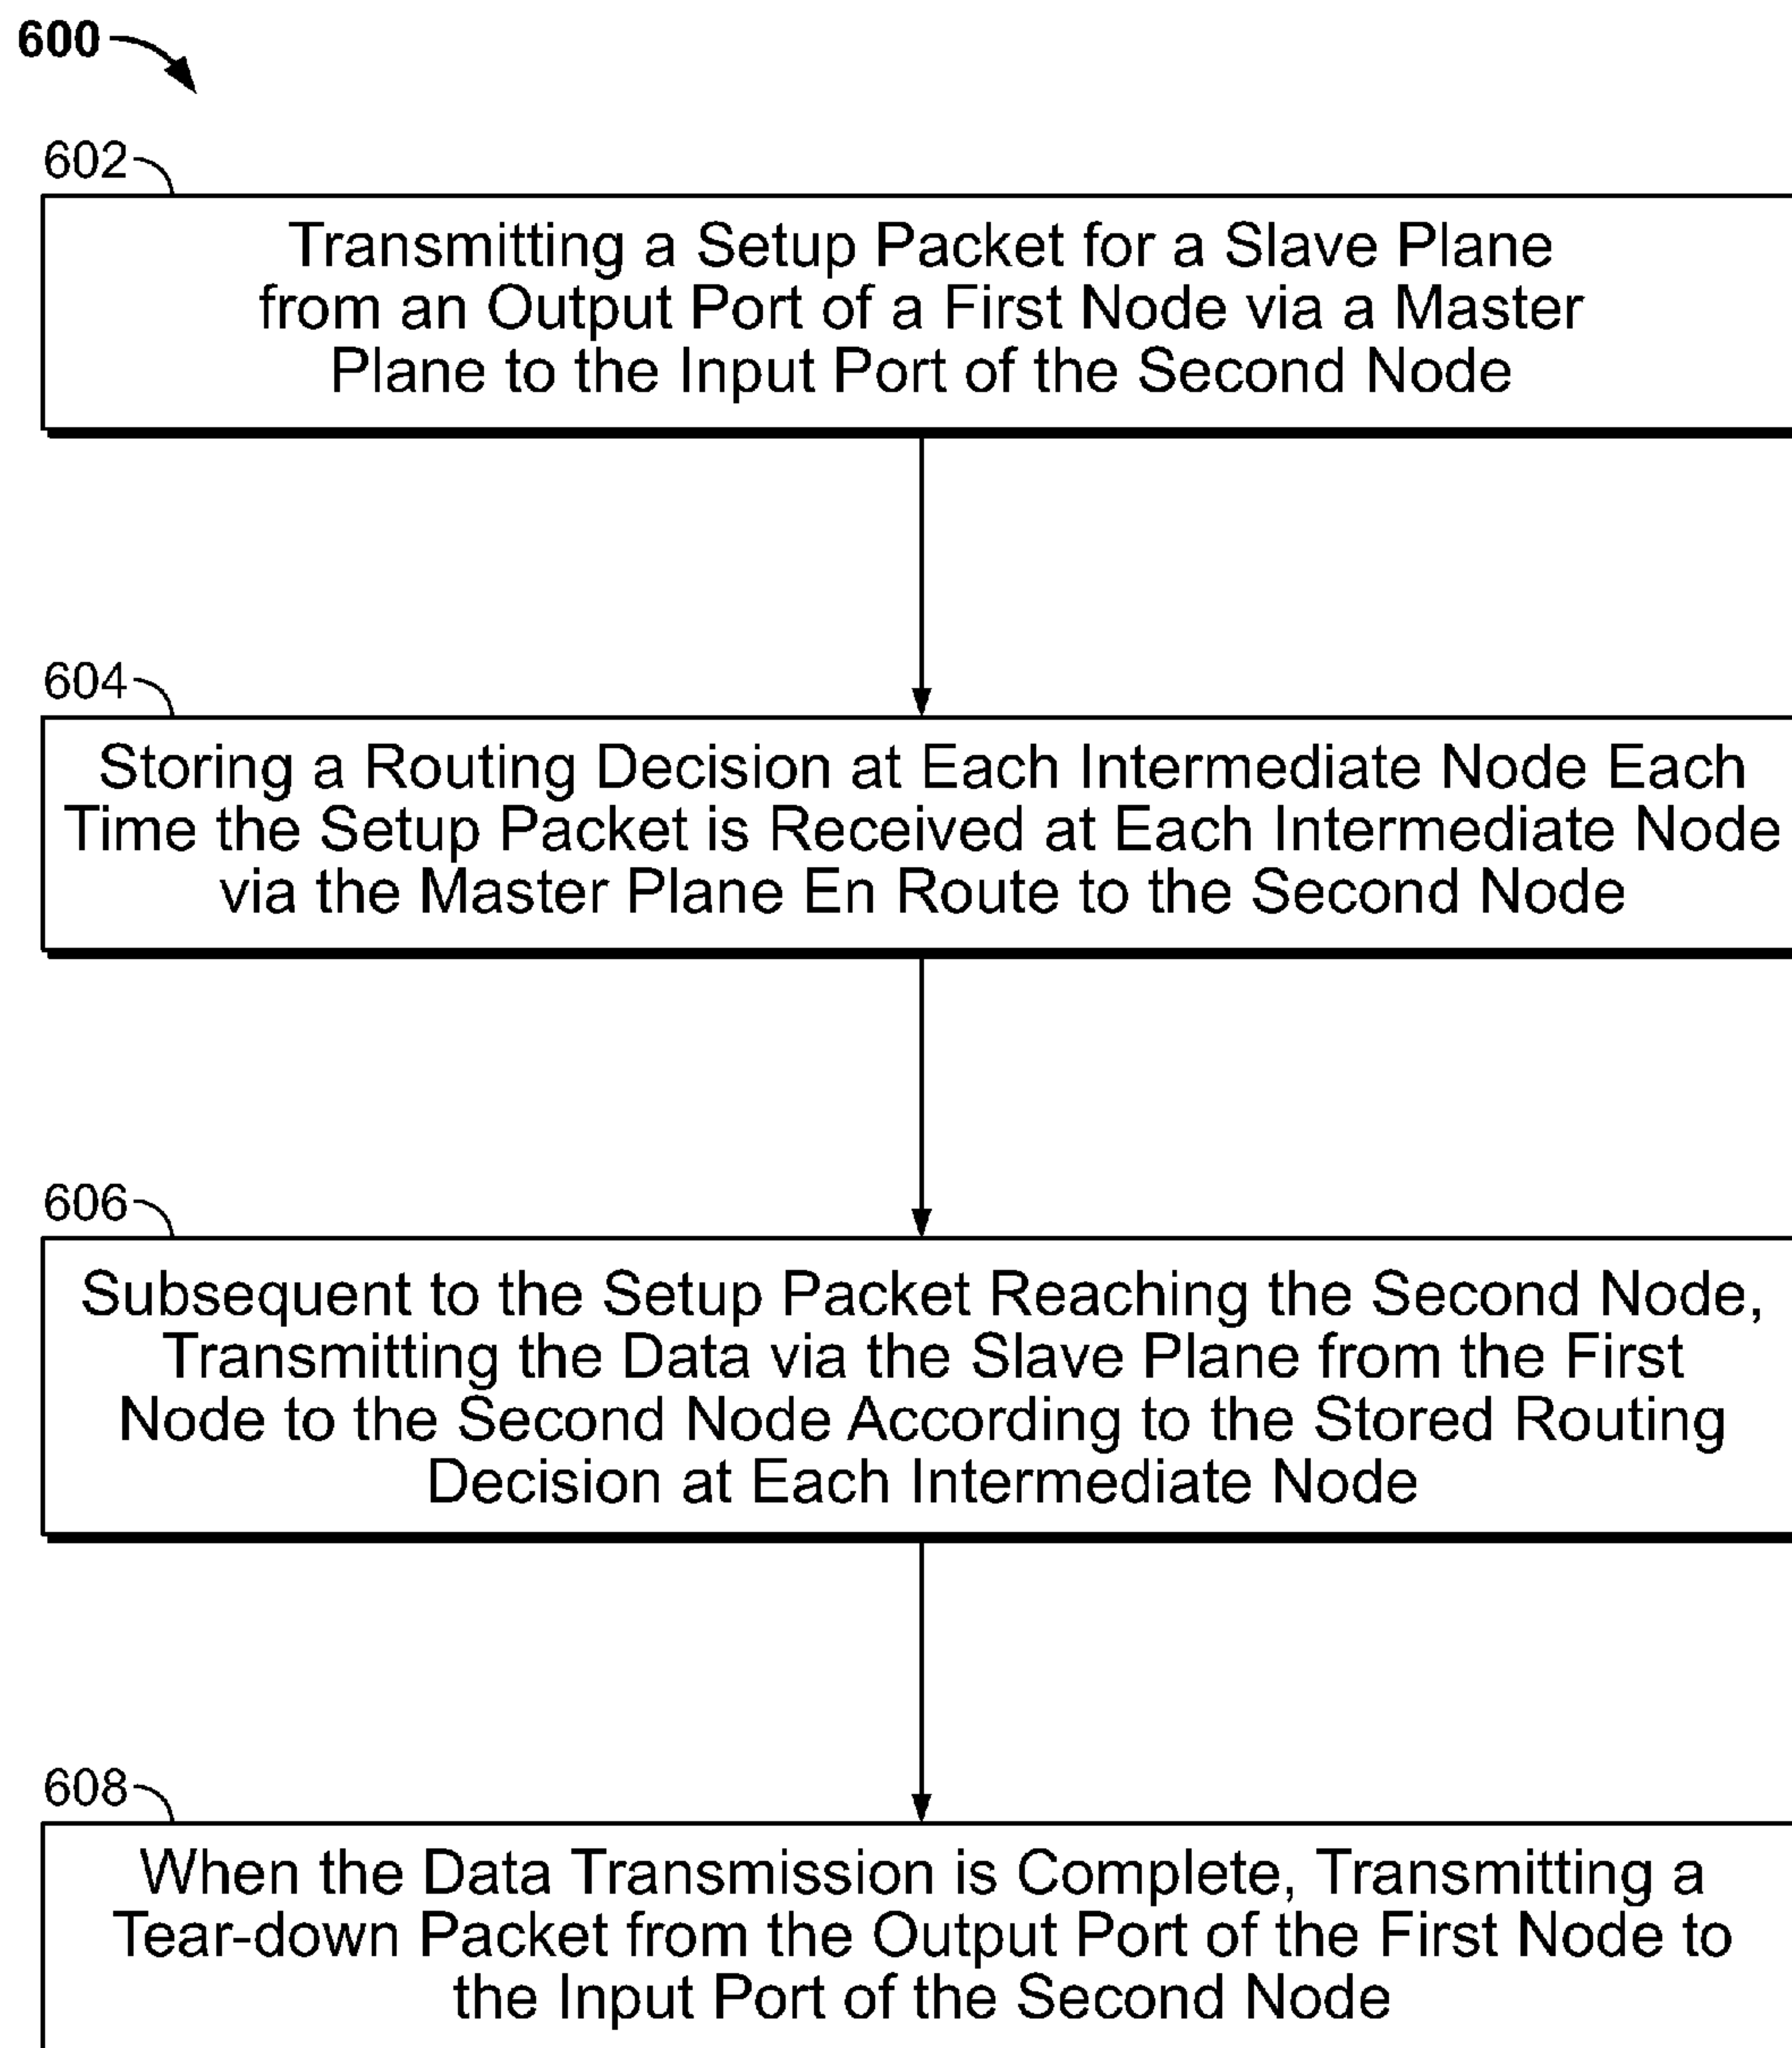 600
602
Transmitting a Setup Packet for a Slave Plane
from an Output Port of a First Node via a Master
Plane to the Input Port of the Second Node
604
Storing a Routing Decision at Each Intermediate Node Each
Time the Setup Packet is Received at Each Intermediate Node
via the Master Plane En Route to the Second Node
606
Subsequent to the Setup Packet Reaching the Second Node,
Transmitting the Data via the Slave Plane from the First
Node to the Second Node According to the Stored Routing
Decision at Each Intermediate Node
608
When the Data Transmission is Complete, Transmitting a
Tear-down Packet from the Output Port of the First Node to
the Input Port of the Second Node